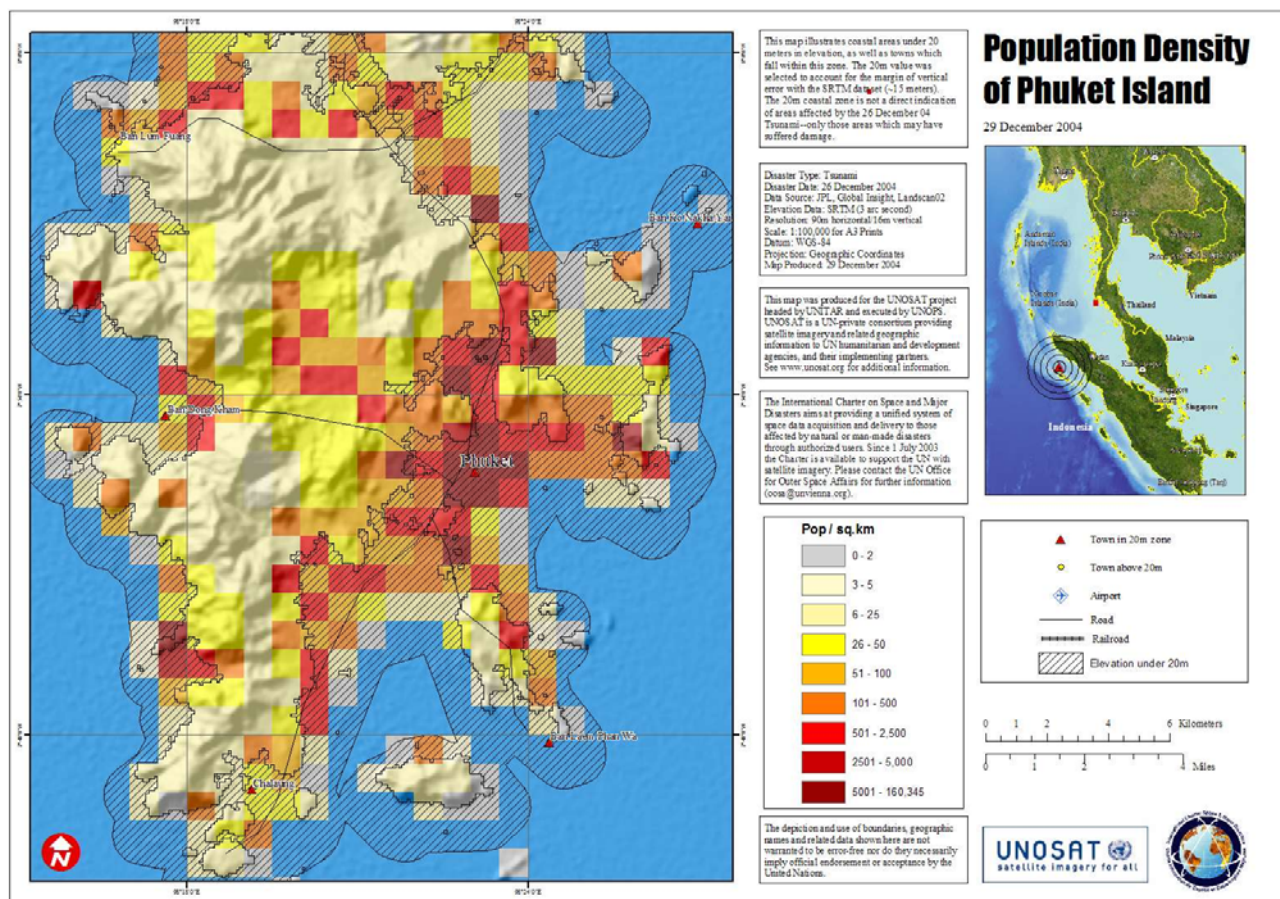 Population Density
of Phuket Island
29 December 2004
This map illustrates coastal areas under 20
meters in elevation, as well as towns which
fall within this zone. The 20m value was
selected to account for the margin of vertical
error with the SRTM dataset (~15 meters).
The 20m coastal zone is not a direct indication
of areas affected by the 26 December 04
Tsunami--only those areas which may have
suffered damage.
Disaster Type: Tsunami
Disaster Date: 26 December 2004
Data Source: JPL, Global Insight, Landscan02
Elevation Data: SRTM (3 arc second)
Resolution: 90m horizontal/16m vertical
Scale: 1:100,000 for A3 Prints
Datum: WGS-84
Projection: Geographic Coordinates
Map Produced: 29 December 2004
This map was produced for the UNOSAT project
headed by UNITAR and executed by UNOPS.
UNOSAT is a UN-private consortium providing
satellite imagery and related geographic
information to UN humanitarian and development
agencies, and their implementing partners.
See www.unosat.org for additional information.
The International Charter on Space and Major
Disasters aims at providing a unified system of
space data acquisition and delivery to those
affected by natural or man-made disasters
through authorized users. Since 1 July 2003
the Charter is available to support the UN with
satellite imagery. Please contact the UN Office
for Outer Space Affairs for further information
(oosa@unvienna.org).
Pop / sq.km
0 - 2
3 - 5
6 - 25
26 - 50
51 - 100
101 - 500
501 - 2,500
2501 - 5,000
5001 - 160,345
The depiction and use of boundaries, geographic
names and related data shown here are not
warranted to be error-free nor do they necessarily
imply official endorsement or acceptance by the
United Nations.
Town in 20m zone
Town above 20m
Airport
Road
Railroad
Elevation under 20m
0 1 2 4 6 Kilometers
0 1 2 4 Miles
UNOSAT
satellite imagery for all
Phuket
Chalaung
N
Thailand
Vietnam
Malaysia
Singapore
Indonesia